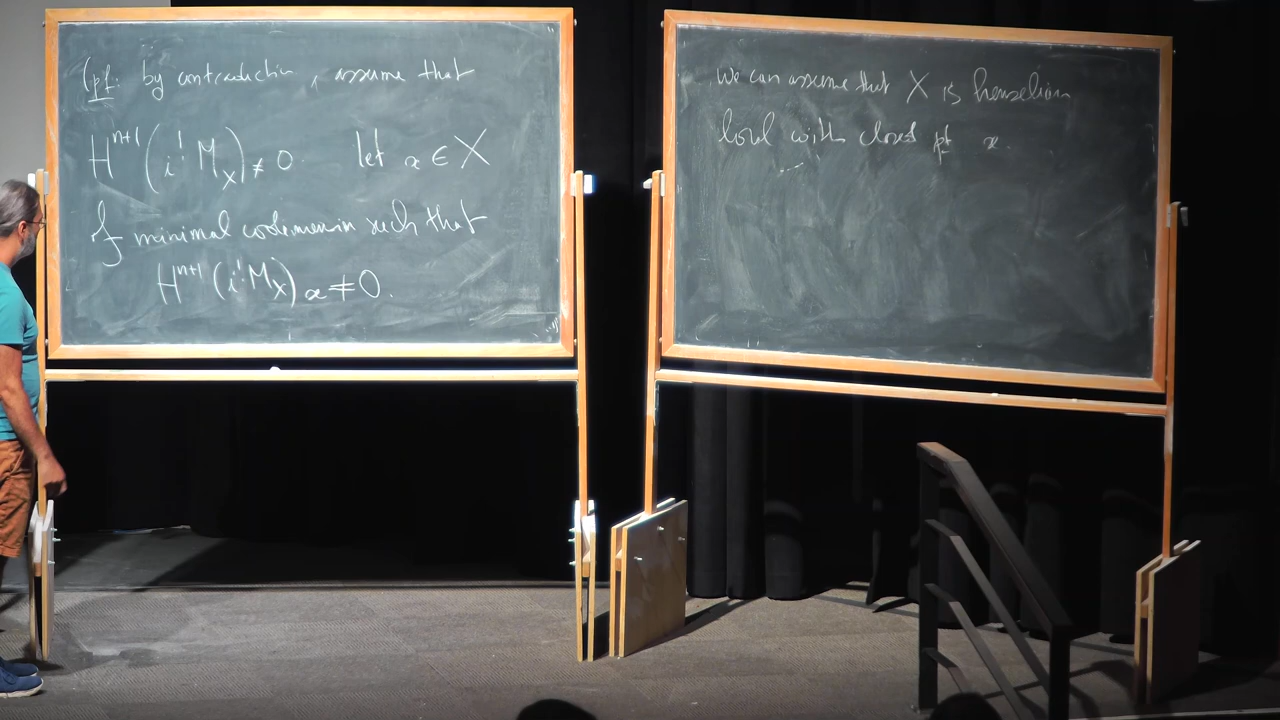 (pf: by contradiction, assume that
H^{n+1}(i^! M_X) ≠ 0. let x ∈ X
of minimal codimension such that
H^{n+1}(i^! M_X)_x ≠ 0.
We can assume that X is henselian
local with closed pt x.